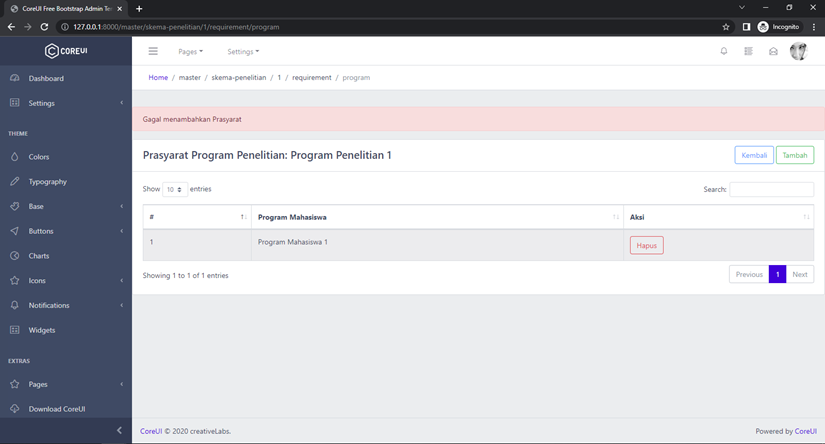 CoreUI Free Bootstrap Admin Tem
127.0.0.1:8000/master/skema-penelitian/1/requirement/program
Incognito
COREUI
Pages
Settings
Home / master / skema-penelitian / 1 / requirement / program
Dashboard
Settings
THEME
Colors
Typography
Base
Buttons
Charts
Icons
Notifications
Widgets
EXTRAS
Pages
Download CoreUI
Gagal menambahkan Prasyarat
Prasyarat Program Penelitian: Program Penelitian 1
Kembali
Tambah
Show 10 entries
Search:
# Program Mahasiswa Aksi
1 Program Mahasiswa 1 Hapus
Showing 1 to 1 of 1 entries
Previous 1 Next
CoreUI © 2020 creativeLabs.
Powered by CoreUI